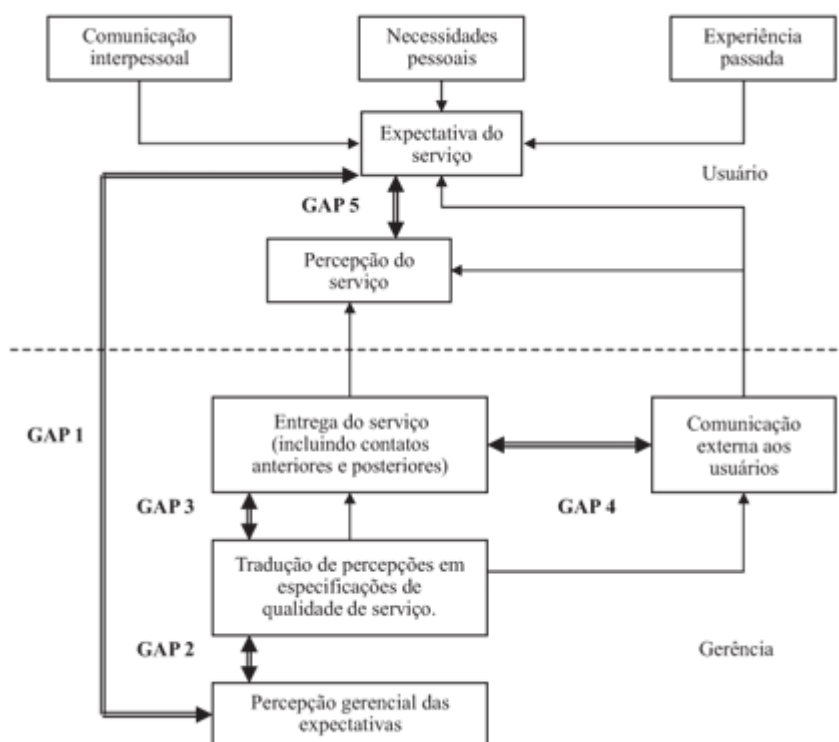 Comunicação
interpessoal
Necessidades
pessoais
Experiência
passada
Expectativa do
serviço
Usuário
GAP 5
Percepção do
serviço
GAP 1
Entrega do serviço
(incluindo contatos
anteriores e posteriores)
Comunicação
externa aos
usuários
GAP 3
GAP 4
Tradução de percepções em
especificações de
qualidade de serviço.
GAP 2
Gerência
Percepção gerencial das
expectativas